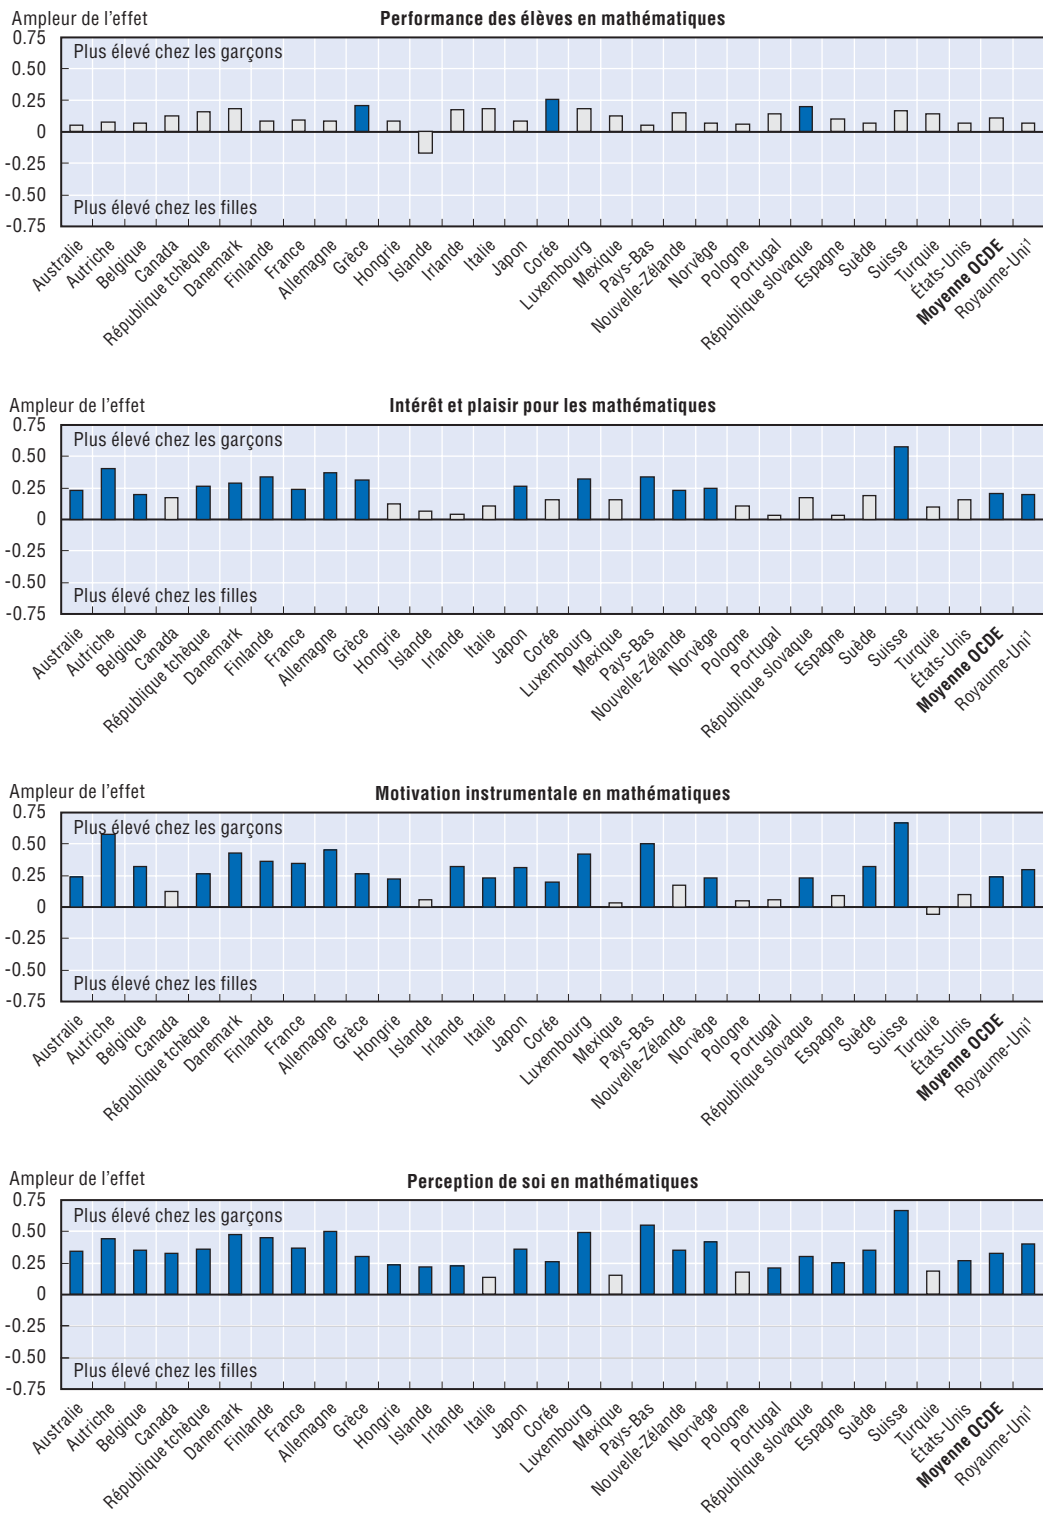 Ampleur de l'effet
Performance des élèves en mathématiques
0.75
Plus élevé chez les garçons
0.50
0.25
0
-0.25
-0.50
Plus élevé chez les filles
-0.75
Australie
Autriche
Belgique
Canada
République tchèque
Danemark
Finlande
France
Allemagne
Grèce
Hongrie
Islande
Irlande
Italie
Japon
Corée
Luxembourg
Mexique
Pays-Bas
Nouvelle-Zélande
Norvège
Pologne
Portugal
République slovaque
Espagne
Suède
Suisse
Turquie
États-Unis
Moyenne OCDE
Royaume-Uni¹
Ampleur de l'effet
Intérêt et plaisir pour les mathématiques
0.75
Plus élevé chez les garçons
0.50
0.25
0
-0.25
-0.50
Plus élevé chez les filles
-0.75
Australie
Autriche
Belgique
Canada
République tchèque
Danemark
Finlande
France
Allemagne
Grèce
Hongrie
Islande
Irlande
Italie
Japon
Corée
Luxembourg
Mexique
Pays-Bas
Nouvelle-Zélande
Norvège
Pologne
Portugal
République slovaque
Espagne
Suède
Suisse
Turquie
États-Unis
Moyenne OCDE
Royaume-Uni¹
Ampleur de l'effet
Motivation instrumentale en mathématiques
0.75
Plus élevé chez les garçons
0.50
0.25
0
-0.25
-0.50
Plus élevé chez les filles
-0.75
Australie
Autriche
Belgique
Canada
République tchèque
Danemark
Finlande
France
Allemagne
Grèce
Hongrie
Islande
Irlande
Italie
Japon
Corée
Luxembourg
Mexique
Pays-Bas
Nouvelle-Zélande
Norvège
Pologne
Portugal
République slovaque
Espagne
Suède
Suisse
Turquie
États-Unis
Moyenne OCDE
Royaume-Uni¹
Ampleur de l'effet
Perception de soi en mathématiques
0.75
Plus élevé chez les garçons
0.50
0.25
0
-0.25
-0.50
Plus élevé chez les filles
-0.75
Australie
Autriche
Belgique
Canada
République tchèque
Danemark
Finlande
France
Allemagne
Grèce
Hongrie
Islande
Irlande
Italie
Japon
Corée
Luxembourg
Mexique
Pays-Bas
Nouvelle-Zélande
Norvège
Pologne
Portugal
République slovaque
Espagne
Suède
Suisse
Turquie
États-Unis
Moyenne OCDE
Royaume-Uni¹